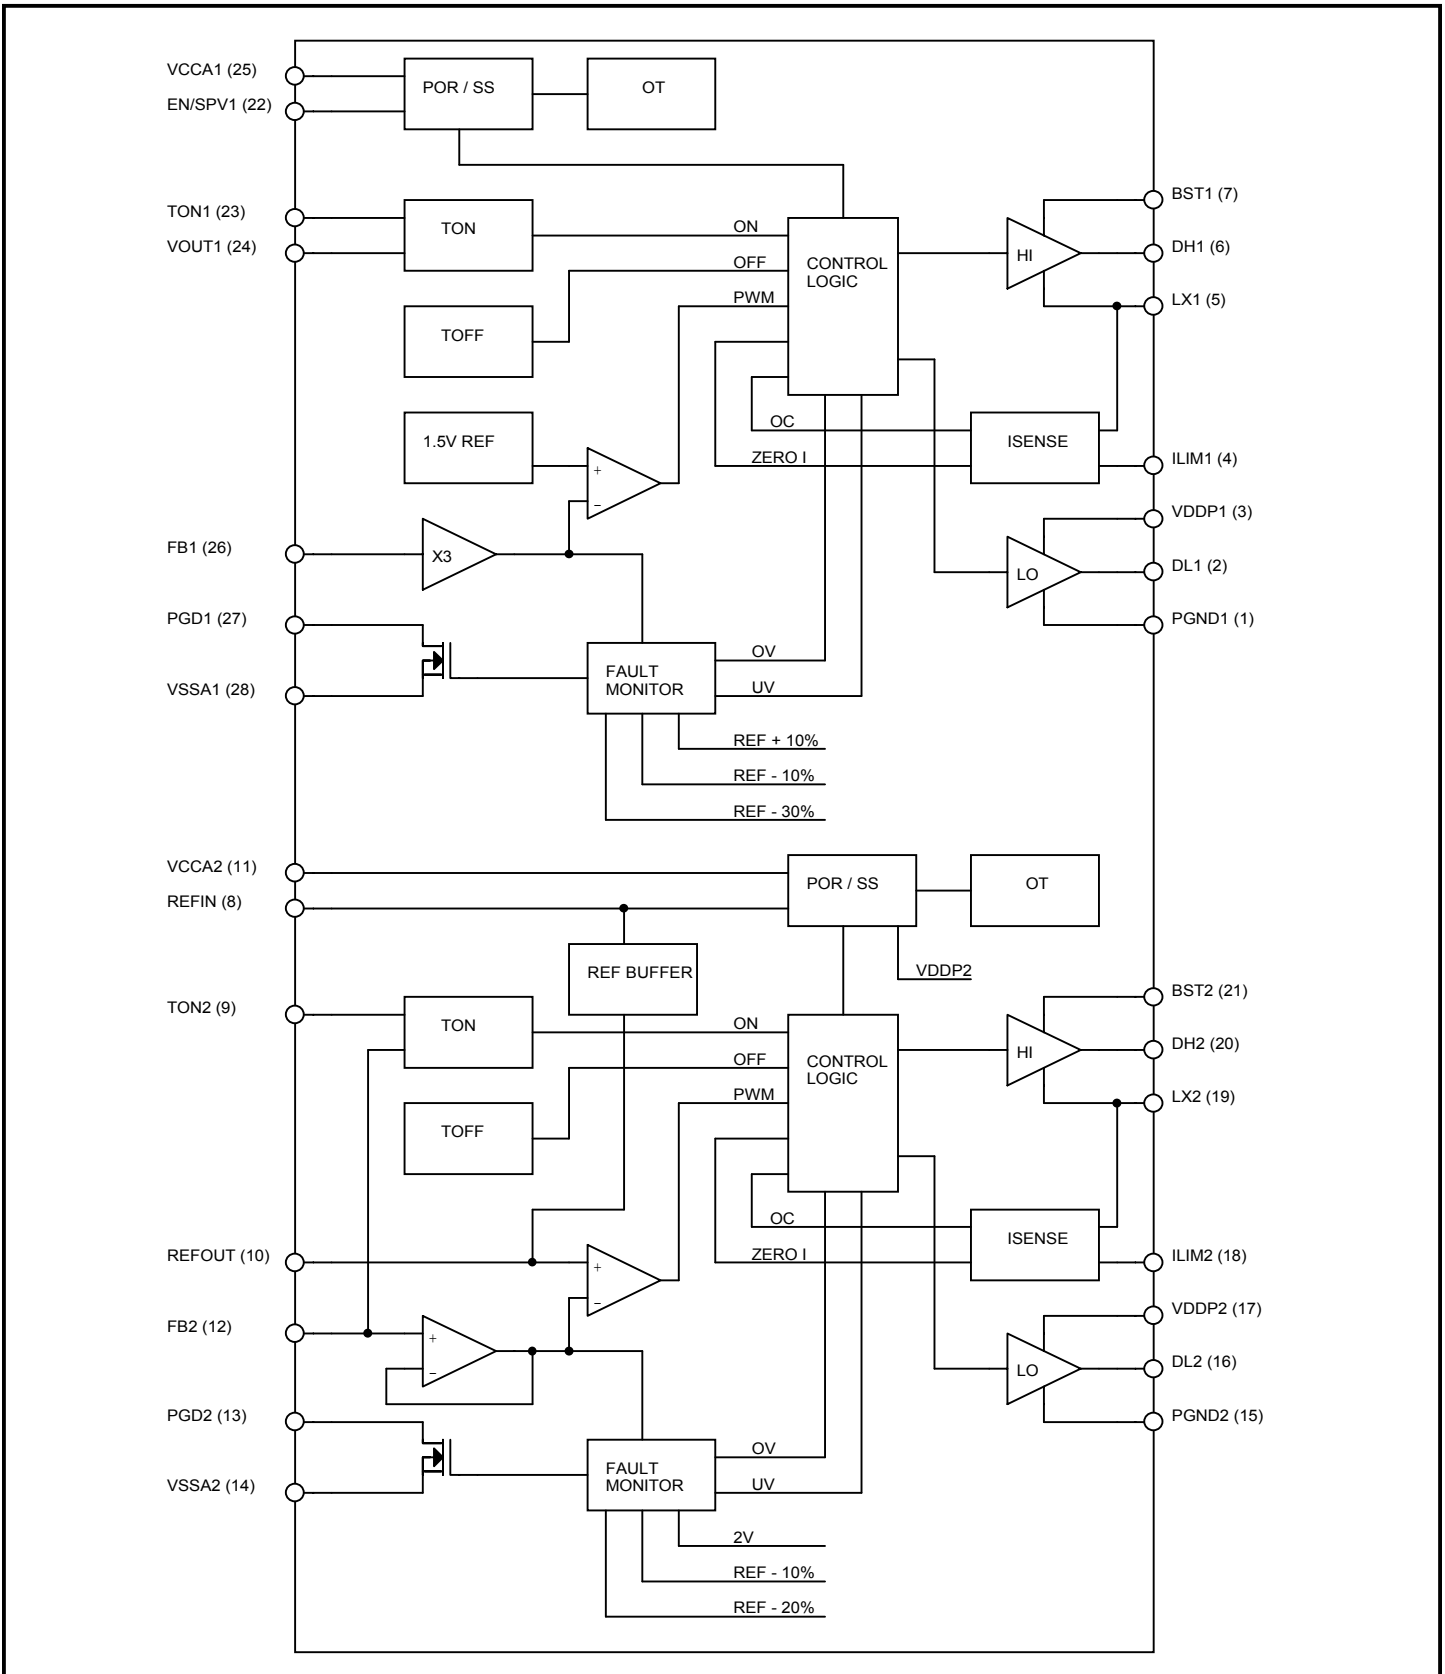 VCCA1 (25)
EN/SPV1 (22)
POR / SS
OT
TON1 (23)
VOUT1 (24)
TON
ON
OFF
PWM
CONTROL
LOGIC
HI
BST1 (7)
DH1 (6)
LX1 (5)
TOFF
1.5V REF
+
−
OC
ZERO I
ISENSE
ILIM1 (4)
VDDP1 (3)
FB1 (26)
X3
LO
DL1 (2)
PGD1 (27)
PGND1 (1)
VSSA1 (28)
FAULT
MONITOR
OV
UV
REF + 10%
REF - 10%
REF - 30%
VCCA2 (11)
REFIN (8)
POR / SS
OT
REF BUFFER
VDDP2
TON2 (9)
TON
ON
OFF
PWM
CONTROL
LOGIC
HI
BST2 (21)
DH2 (20)
LX2 (19)
TOFF
OC
ZERO I
ISENSE
REFOUT (10)
+
−
ILIM2 (18)
VDDP2 (17)
FB2 (12)
+
−
LO
DL2 (16)
PGD2 (13)
PGND2 (15)
VSSA2 (14)
FAULT
MONITOR
OV
UV
2V
REF - 10%
REF - 20%